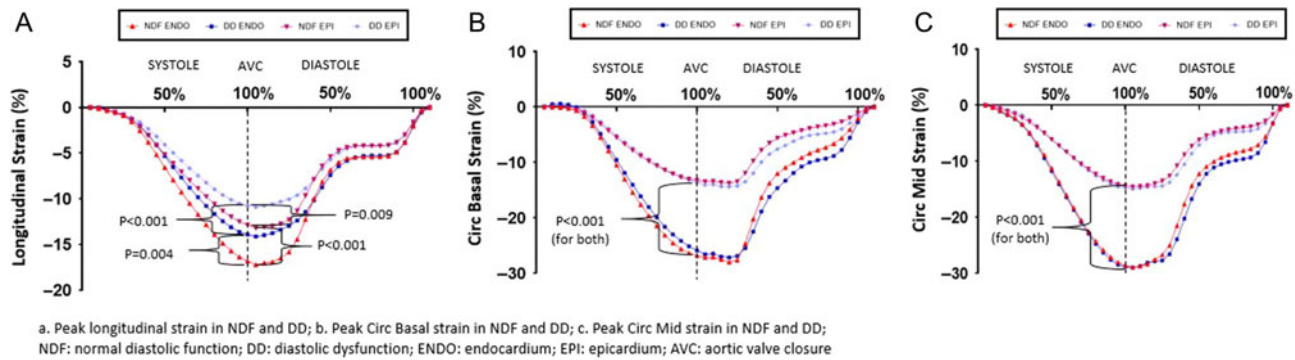 A
NDF ENDO DD ENDO NDF EPI DD EPI
SYSTOLE AVC DIASTOLE
50% 100% 50% 100%
Longitudinal Strain (%)
5
0
−5
−10
−15
−20
P<0.001
P=0.004
P=0.009
P<0.001
B
NDF ENDO DD ENDO NDF EPI DD EPI
SYSTOLE AVC DIASTOLE
50% 100% 50% 100%
Circ Basal Strain (%)
10
0
−10
−20
−30
P<0.001
(for both)
C
NDF ENDO DD ENDO NDF EPI DD EPI
SYSTOLE AVC DIASTOLE
50% 100% 50% 100%
Circ Mid Strain (%)
10
0
−10
−20
−30
P<0.001
(for both)
a. Peak longitudinal strain in NDF and DD; b. Peak Circ Basal strain in NDF and DD; c. Peak Circ Mid strain in NDF and DD;
NDF: normal diastolic function; DD: diastolic dysfunction; ENDO: endocardium; EPI: epicardium; AVC: aortic valve closure